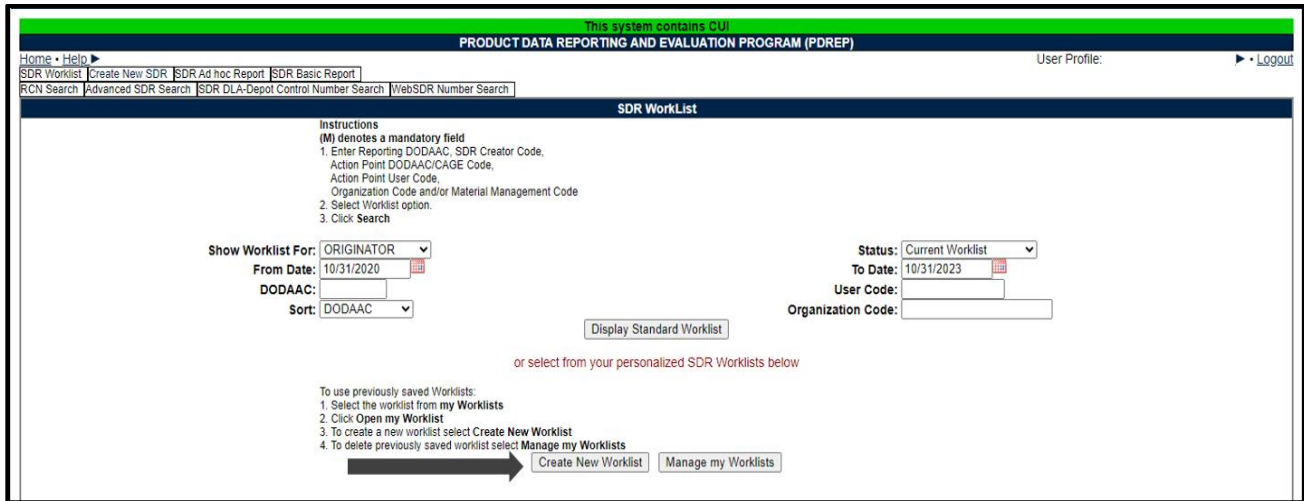 This system contains CUI
PRODUCT DATA REPORTING AND EVALUATION PROGRAM (PDREP)
Home • Help ▶ User Profile: ▶ • Logout
SDR Worklist Create New SDR SDR Ad hoc Report SDR Basic Report
RCN Search Advanced SDR Search SDR DLA-Depot Control Number Search WebSDR Number Search
SDR WorkList
Instructions
(M) denotes a mandatory field
1. Enter Reporting DODAAC, SDR Creator Code,
Action Point DODAAC/CAGE Code,
Action Point User Code,
Organization Code and/or Material Management Code
2. Select Worklist option.
3. Click Search
Show Worklist For: ORIGINATOR Status: Current Worklist
From Date: 10/31/2020 To Date: 10/31/2023
DODAAC: User Code:
Sort: DODAAC Organization Code:
Display Standard Worklist
or select from your personalized SDR Worklists below
To use previously saved Worklists:
1. Select the worklist from my Worklists
2. Click Open my Worklist
3. To create a new worklist select Create New Worklist
4. To delete previously saved worklist select Manage my Worklists
Create New Worklist Manage my Worklists